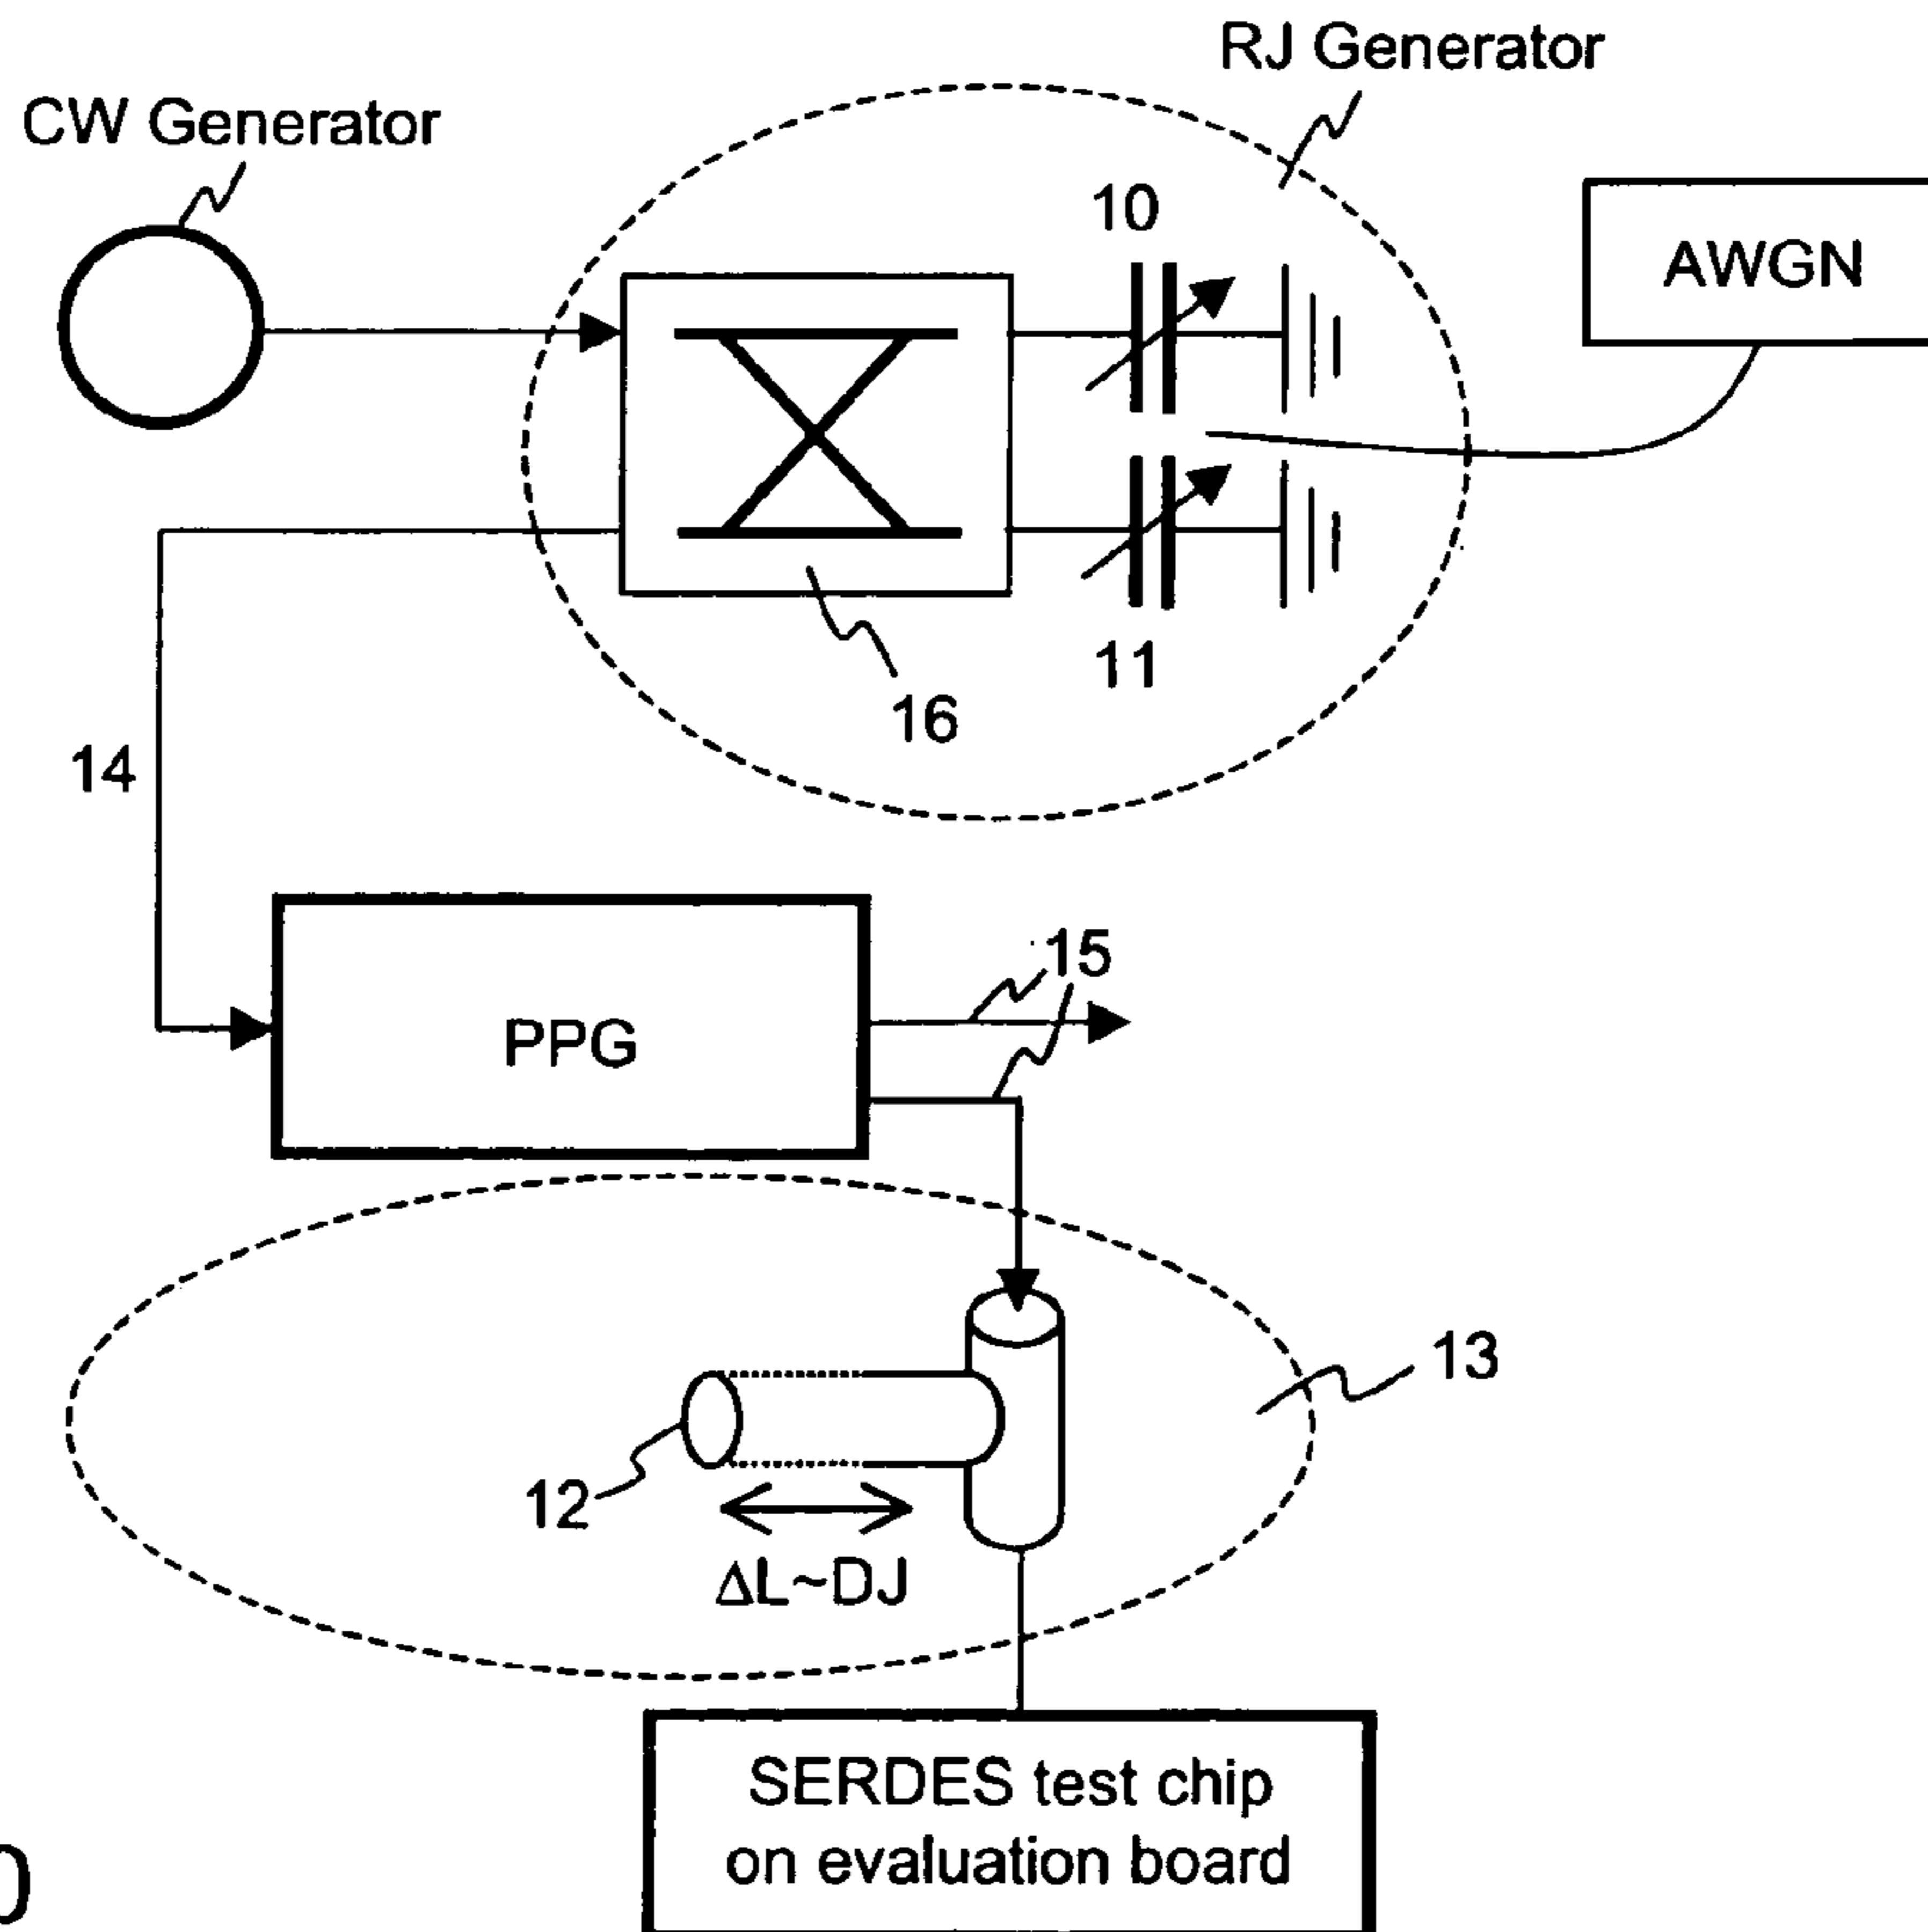 RJ Generator
CW Generator
10
AWGN
11
16
14
15
PPG
13
12
ΔL~DJ
SERDES test chip
on evaluation board